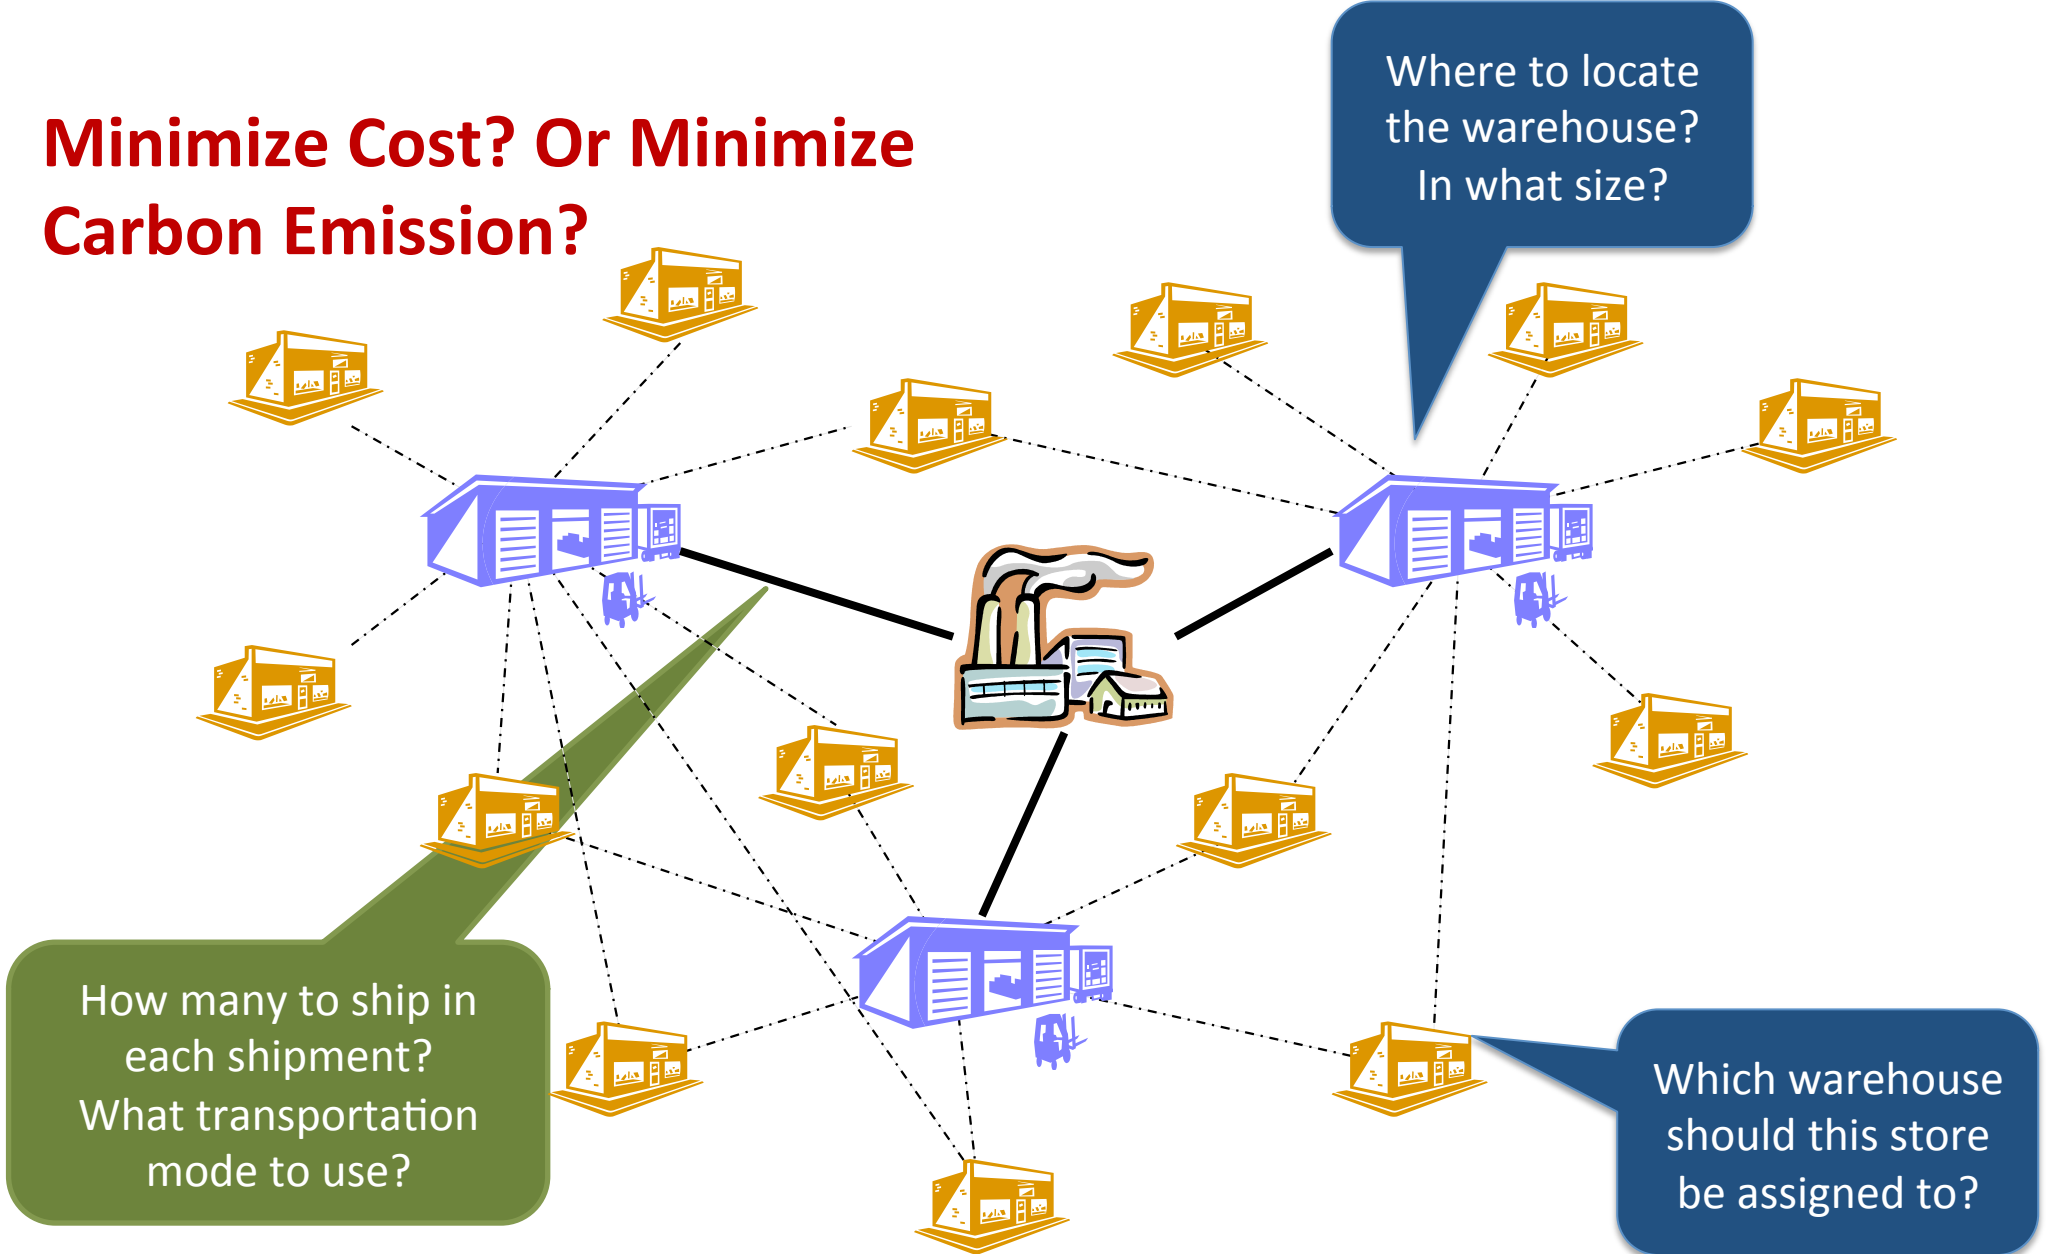 Minimize Cost? Or Minimize
Carbon Emission?
Where to locate
the warehouse?
In what size?
How many to ship in
each shipment?
What transportation
mode to use?
Which warehouse
should this store
be assigned to?